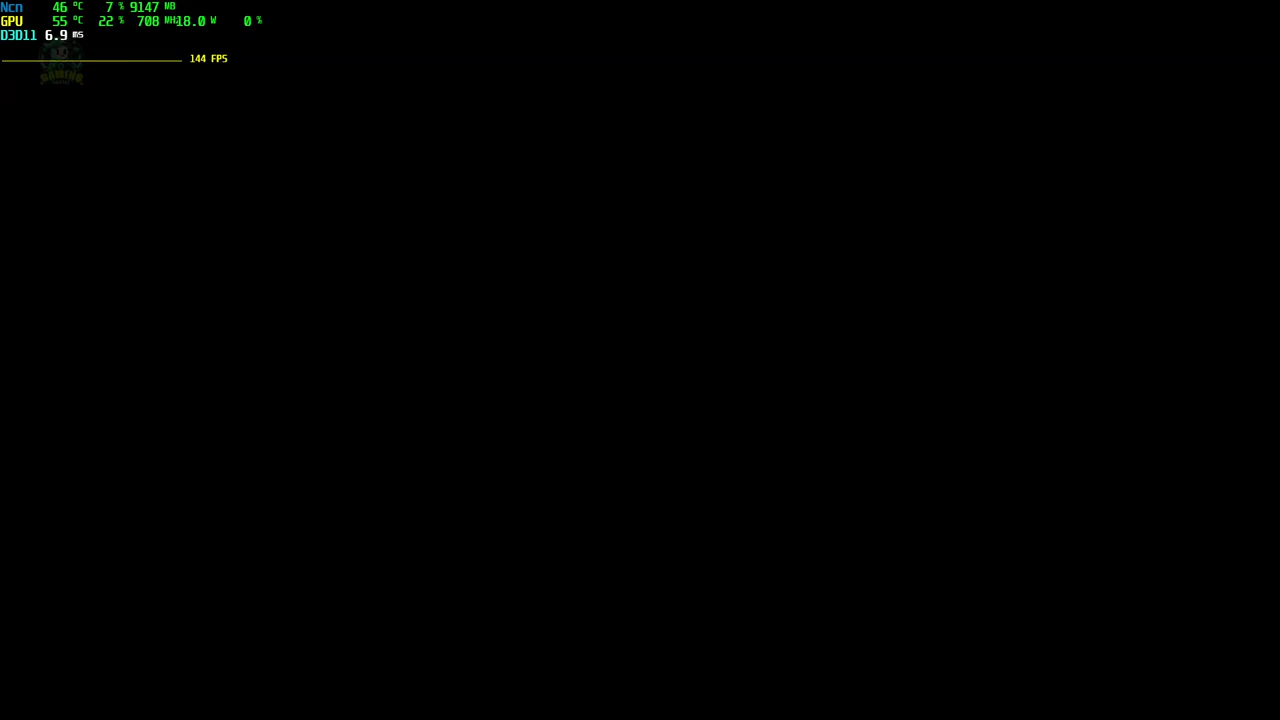 Ncn 46 °C 7 % 9147 MB
GPU 55 °C 22 % 708 MHz 18.0 W 0 %
D3D11 6.9 ms
144 FPS
GAMING